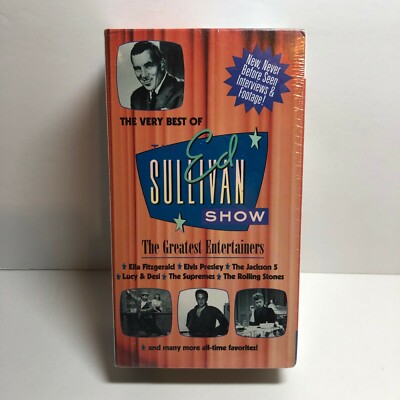 New, Never
Before Seen
Interviews &
Footage!
THE VERY BEST OF
Ed
SULLIVAN
SHOW
The Greatest Entertainers
Ella Fitzgerald Elvis Presley The Jackson 5
Lucy & Desi The Supremes The Rolling Stones
and many more all-time favorites!